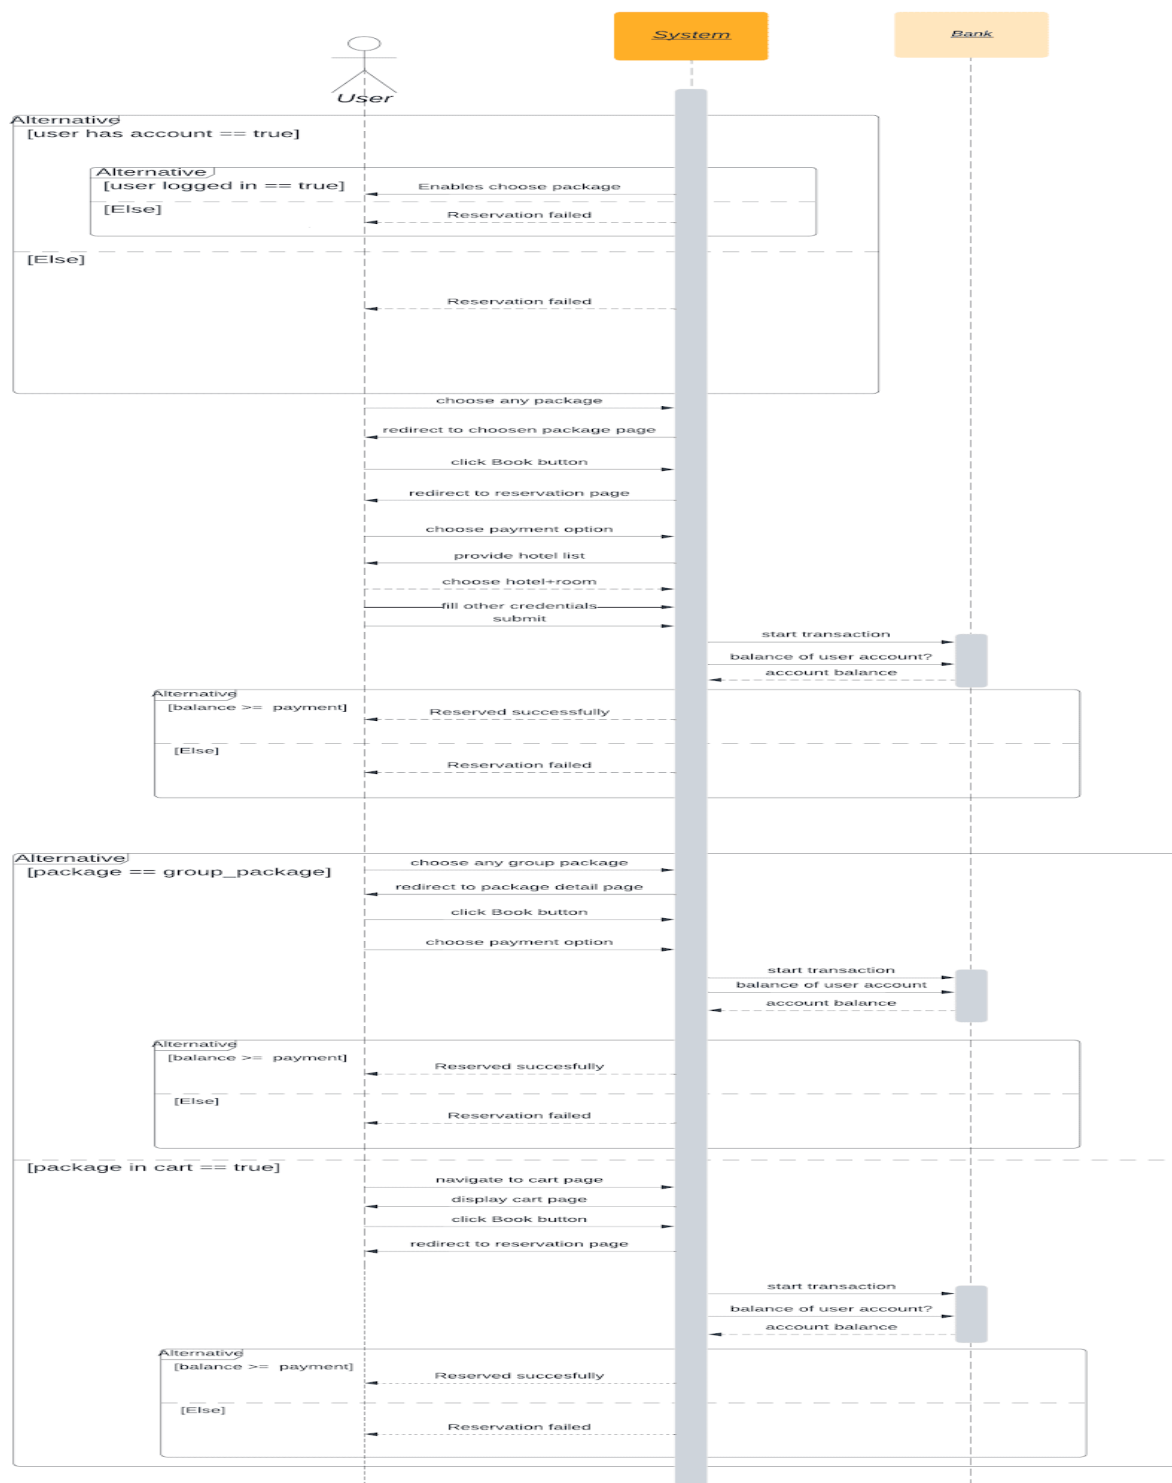 System
Bank
User
Alternative
[user has account == true]
Alternative
[user logged in == true]
Enables choose package
[Else]
Reservation failed
[Else]
Reservation failed
choose any package
redirect to choosen package page
click Book button
redirect to reservation page
choose payment option
provide hotel list
choose hotel+room
fill other credentials
submit
start transaction
balance of user account?
account balance
Alternative
[balance >= payment]
Reserved successfully
[Else]
Reservation failed
Alternative
[package == group_package]
choose any group package
redirect to package detail page
click Book button
choose payment option
start transaction
balance of user account
account balance
Alternative
[balance >= payment]
Reserved succesfully
[Else]
Reservation failed
[package in cart == true]
navigate to cart page
display cart page
click Book button
redirect to reservation page
start transaction
balance of user account?
account balance
Alternative
[balance >= payment]
Reserved succesfully
[Else]
Reservation failed